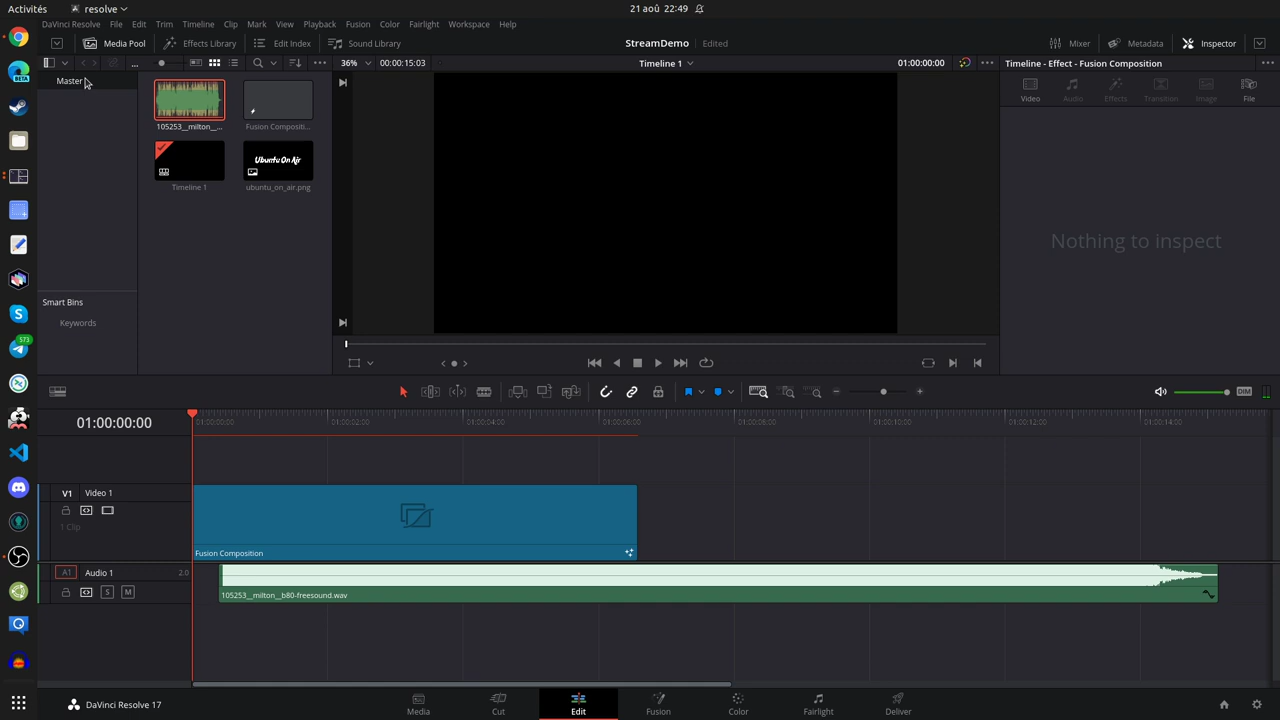 Activités
resolve
21 aoû 22:49
DaVinci Resolve File Edit Trim Timeline Clip Mark View Playback Fusion Color Fairlight Workspace Help
Media Pool Effects Library Edit Index Sound Library StreamDemo Edited Mixer Metadata Inspector
... 36% 00:00:15:03 Timeline 1 01:00:00:00 Timeline - Effect - Fusion Composition
Master
Video Audio Effects Transition Image File
105253__milton__... Fusion Compositi...
Ubuntu On Air
Timeline 1 ubuntu_on_air.png
Nothing to inspect
Smart Bins
Keywords
573
DIM
01:00:00:00
01:00:00:00 01:00:02:00 01:00:04:00 01:00:06:00 01:00:08:00 01:00:10:00 01:00:12:00 01:00:14:00
V1 Video 1
1 Clip
Fusion Composition
A1 Audio 1 2.0
S M
105253__milton__b80-freesound.wav
DaVinci Resolve 17
Media Cut Edit Fusion Color Fairlight Deliver